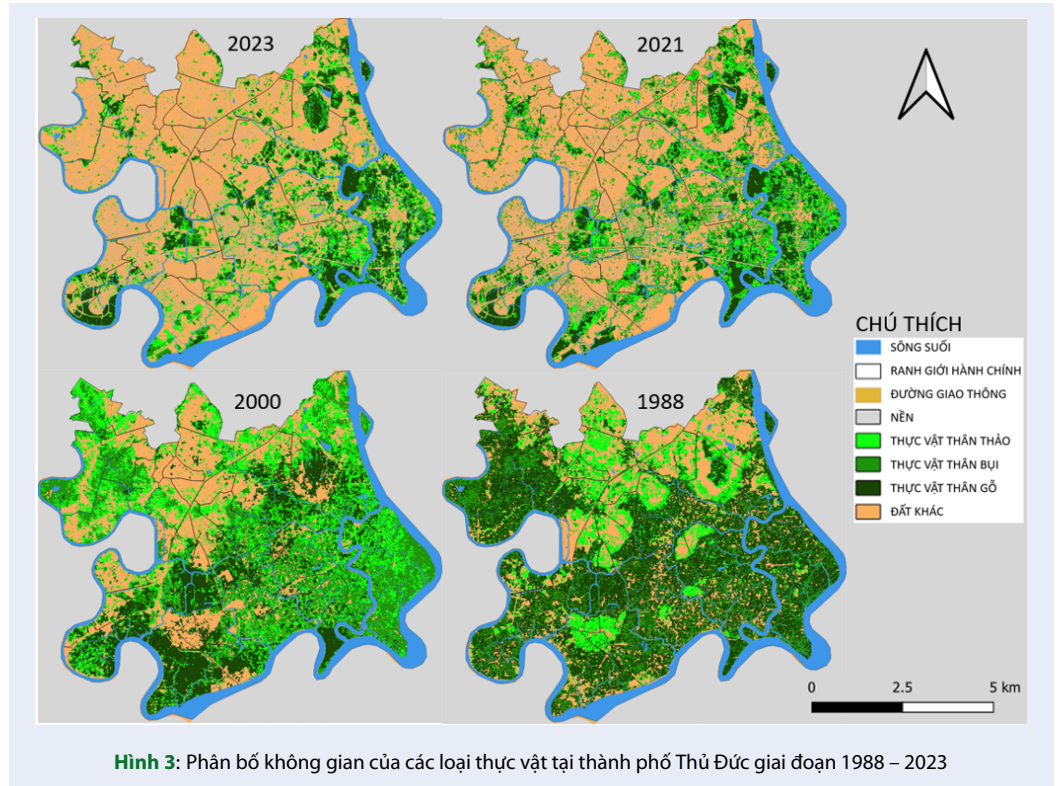 2023
2021
2000
1988
CHÚ THÍCH
SÔNG SUỐI
RANH GIỚI HÀNH CHÍNH
ĐƯỜNG GIAO THÔNG
NỀN
THỰC VẬT THÂN THẢO
THỰC VẬT THÂN BỤI
THỰC VẬT THÂN GỖ
ĐẤT KHÁC
0 2.5 5 km
Hình 3: Phân bố không gian của các loại thực vật tại thành phố Thủ Đức giai đoạn 1988 – 2023